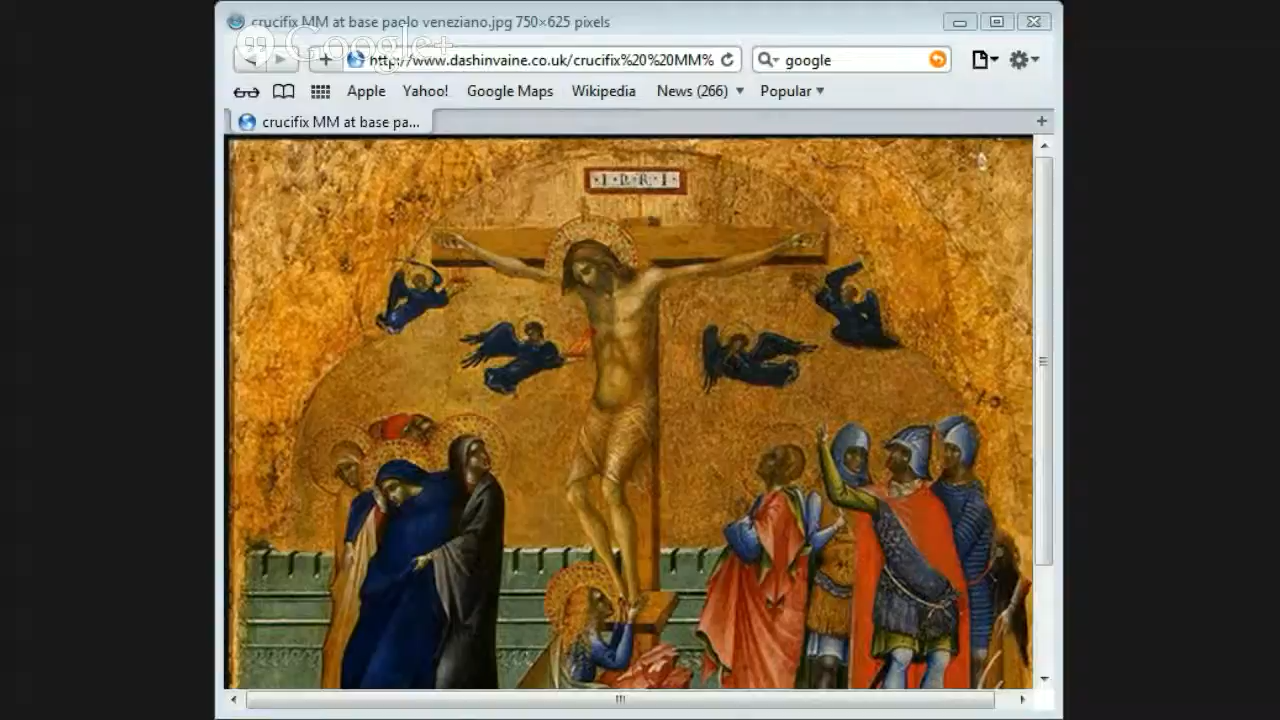 crucifix MM at base paolo veneziano.jpg 750×625 pixels
Google+
http://www.dashinvaine.co.uk/crucifix%20%20MM%
google
Apple Yahoo! Google Maps Wikipedia News (266) Popular
crucifix MM at base pa...